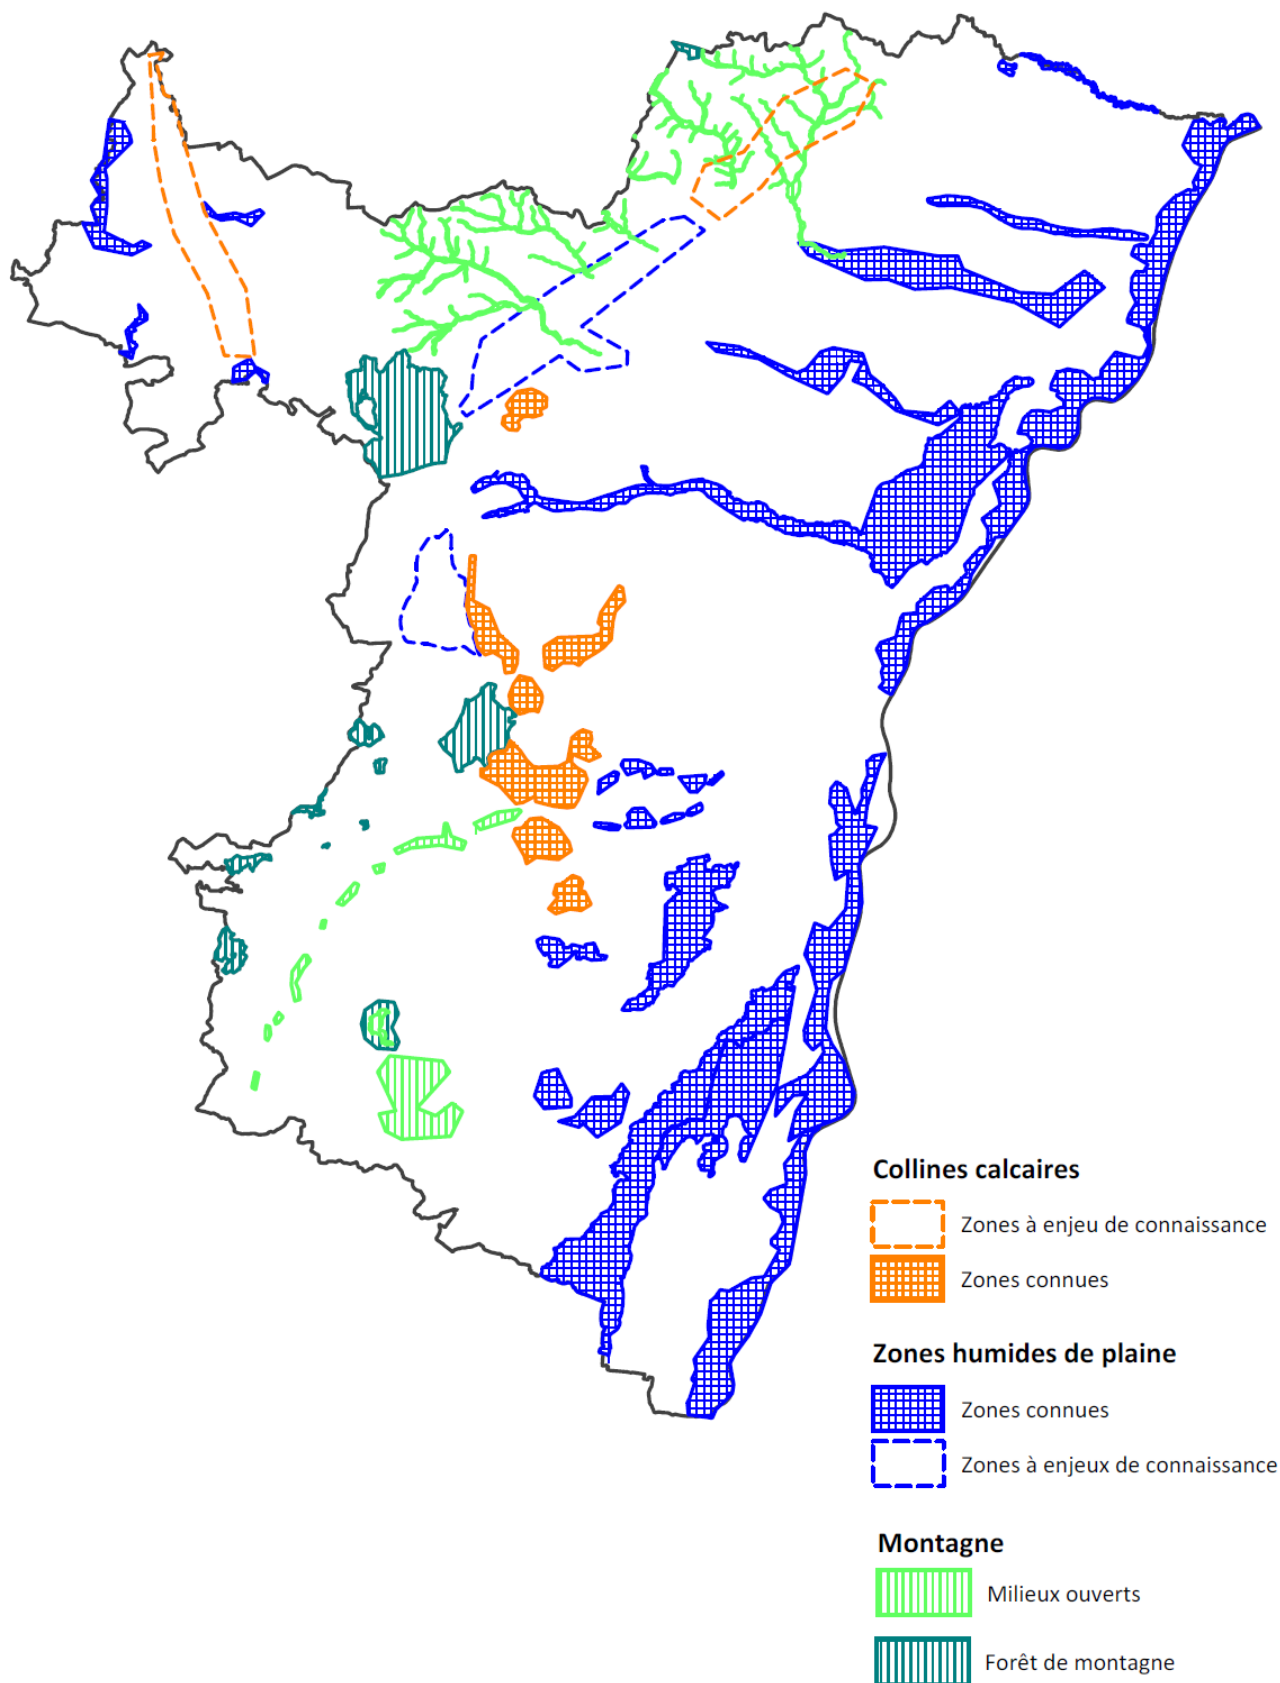 Collines calcaires
Zones à enjeu de connaissance
Zones connues
Zones humides de plaine
Zones connues
Zones à enjeux de connaissance
Montagne
Milieux ouverts
Forêt de montagne